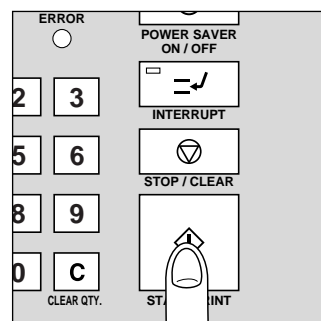 ERROR
POWER SAVER
ON / OFF
2 3
INTERRUPT
5 6
STOP / CLEAR
8 9
0 C
CLEAR QTY.